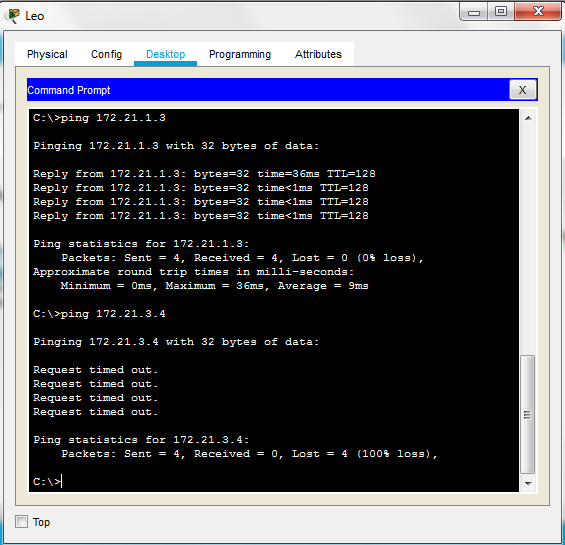 Leo
Physical Config Desktop Programming Attributes
Command Prompt X
C:\>ping 172.21.1.3
Pinging 172.21.1.3 with 32 bytes of data:
Reply from 172.21.1.3: bytes=32 time=36ms TTL=128
Reply from 172.21.1.3: bytes=32 time<1ms TTL=128
Reply from 172.21.1.3: bytes=32 time<1ms TTL=128
Reply from 172.21.1.3: bytes=32 time<1ms TTL=128
Ping statistics for 172.21.1.3:
Packets: Sent = 4, Received = 4, Lost = 0 (0% loss),
Approximate round trip times in milli-seconds:
Minimum = 0ms, Maximum = 36ms, Average = 9ms
C:\>ping 172.21.3.4
Pinging 172.21.3.4 with 32 bytes of data:
Request timed out.
Request timed out.
Request timed out.
Request timed out.
Ping statistics for 172.21.3.4:
Packets: Sent = 4, Received = 0, Lost = 4 (100% loss),
C:\>
Top